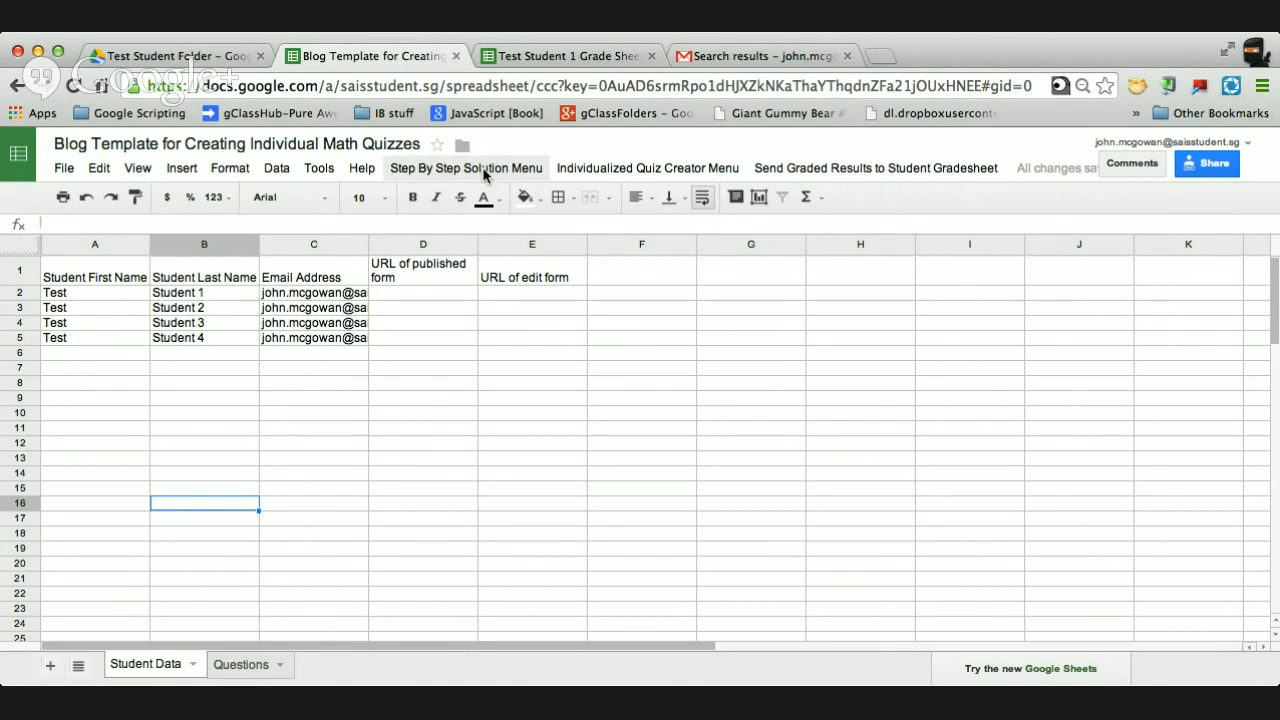 Test Student Folder – Goo
Blog Template for Creating
Test Student 1 Grade Shee
Search results – john.mcg
Google+
https://docs.google.com/a/saisstudent.sg/spreadsheet/ccc?key=0AuAD6srmRpo1dHJXZkNKaThaYThqdnZFa21jOUxHNEE#gid=0
Apps Google Scripting gClassHub-Pure Awe IB stuff JavaScript [Book] gClassFolders - Goo Giant Gummy Bear # dl.dropboxuserconte » Other Bookmarks
Blog Template for Creating Individual Math Quizzes
john.mcgowan@saisstudent.sg
File Edit View Insert Format Data Tools Help Step By Step Solution Menu Individualized Quiz Creator Menu Send Graded Results to Student Gradesheet All changes sa Comments Share
$ % 123 Arial 10 B I S A Σ
fx
A B C D E F G H I J K
1 Student First Name Student Last Name Email Address URL of published form URL of edit form
2 Test Student 1 john.mcgowan@sai
3 Test Student 2 john.mcgowan@sai
4 Test Student 3 john.mcgowan@sai
5 Test Student 4 john.mcgowan@sai
6
7
8
9
10
11
12
13
14
15
16
17
18
19
20
21
22
23
24
25
+ Student Data Questions Try the new Google Sheets